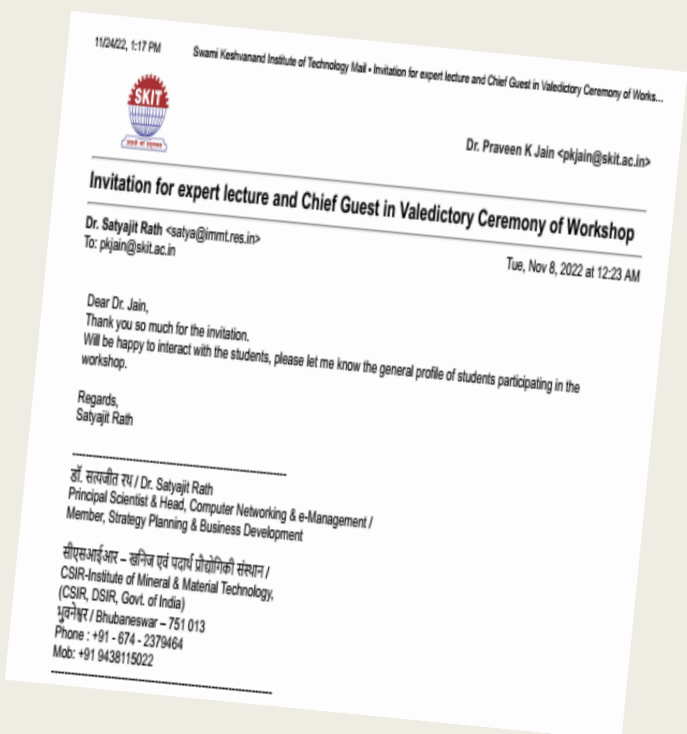 11/24/22, 1:17 PM
Swami Keshvanand Institute of Technology Mail - Invitation for expert lecture and Chief Guest in Valedictory Ceremony of Works...
SKIT
Dr. Praveen K Jain <pkjain@skit.ac.in>
Invitation for expert lecture and Chief Guest in Valedictory Ceremony of Workshop
Dr. Satyajit Rath <satya@immt.res.in>
To: pkjain@skit.ac.in
Tue, Nov 8, 2022 at 12:23 AM
Dear Dr. Jain,
Thank you so much for the invitation.
Will be happy to interact with the students, please let me know the general profile of students participating in the
workshop.
Regards,
Satyajit Rath
डॉ. सत्यजीत रथ / Dr. Satyajit Rath
Principal Scientist & Head, Computer Networking & e-Management /
Member, Strategy Planning & Business Development
सीएसआईआर – खनिज एवं पदार्थ प्रौद्योगिकी संस्थान /
CSIR-Institute of Mineral & Material Technology,
(CSIR, DSIR, Govt. of India)
भुवनेश्वर / Bhubaneswar – 751 013
Phone : +91 - 674 - 2379464
Mob: +91 9438115022